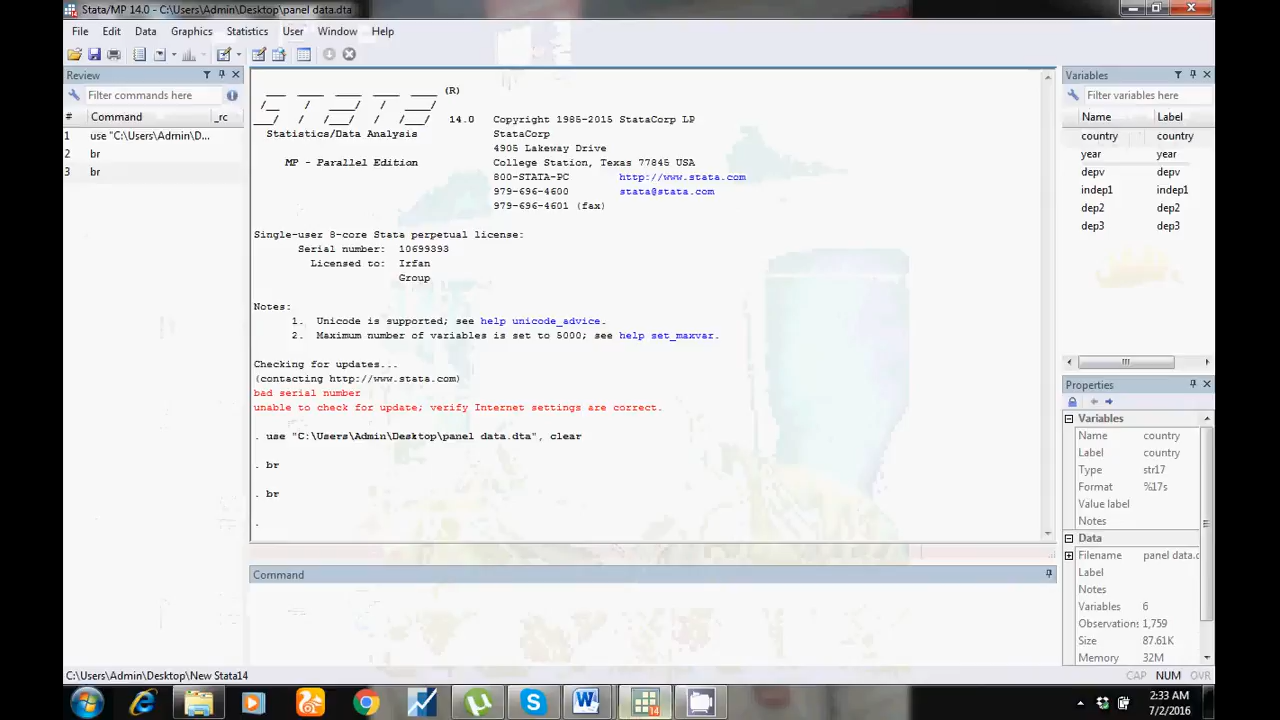 Stata/MP 14.0 - C:\Users\Admin\Desktop\panel data.dta
File Edit Data Graphics Statistics User Window Help
Review
Filter commands here
# Command _rc
1 use "C:\Users\Admin\D...
2 br
3 br
(R)
14.0 Copyright 1985-2015 StataCorp LP
Statistics/Data Analysis StataCorp
4905 Lakeway Drive
MP - Parallel Edition College Station, Texas 77845 USA
800-STATA-PC http://www.stata.com
979-696-4600 stata@stata.com
979-696-4601 (fax)
Single-user 8-core Stata perpetual license:
Serial number: 10699393
Licensed to: Irfan
Group
Notes:
1. Unicode is supported; see help unicode_advice.
2. Maximum number of variables is set to 5000; see help set_maxvar.
Checking for updates...
(contacting http://www.stata.com)
bad serial number
unable to check for update; verify Internet settings are correct.
. use "C:\Users\Admin\Desktop\panel data.dta", clear
. br
. br
.
Command
Variables
Filter variables here
Name Label
country country
year year
depv depv
indep1 indep1
dep2 dep2
dep3 dep3
Properties
Variables
Name country
Label country
Type str17
Format %17s
Value label
Notes
Data
Filename panel data.d
Label
Notes
Variables 6
Observations 1,759
Size 87.61K
Memory 32M
C:\Users\Admin\Desktop\New Stata14
CAP NUM OVR
14
2:33 AM
7/2/2016